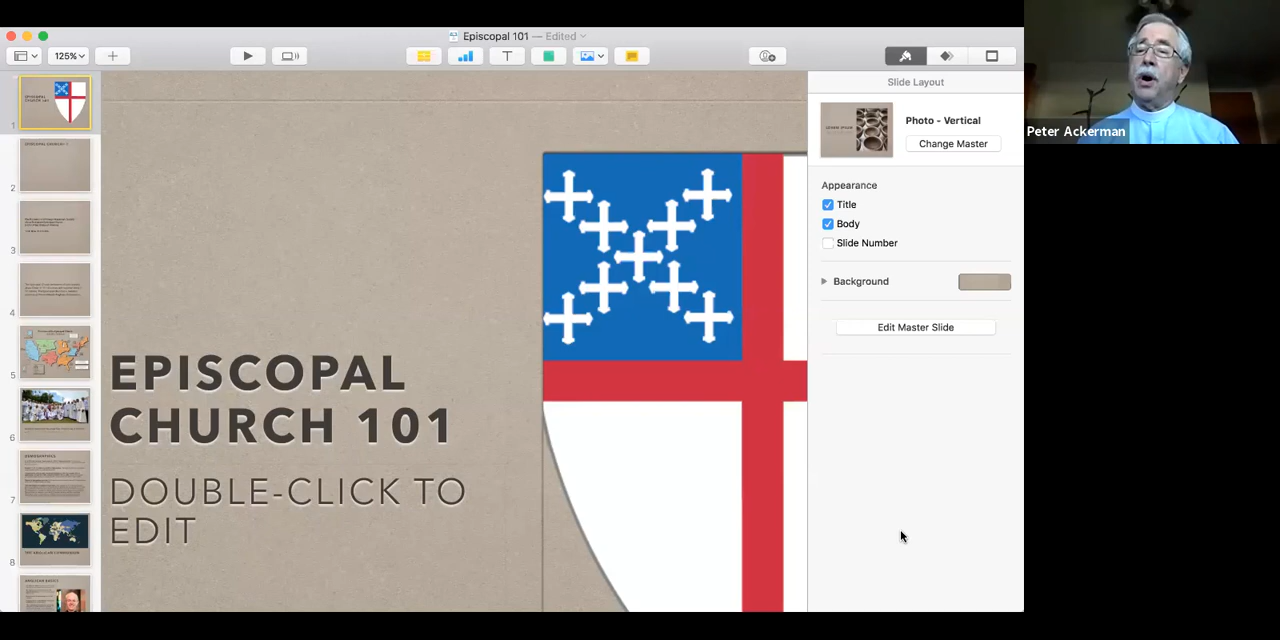 Episcopal 101 — Edited
125%
Slide Layout
Photo - Vertical
Change Master
Appearance
Title
Body
Slide Number
Background
Edit Master Slide
EPISCOPAL
CHURCH 101
DOUBLE-CLICK TO
EDIT
1
2
3
4
5
6
7
8
Peter Ackerman